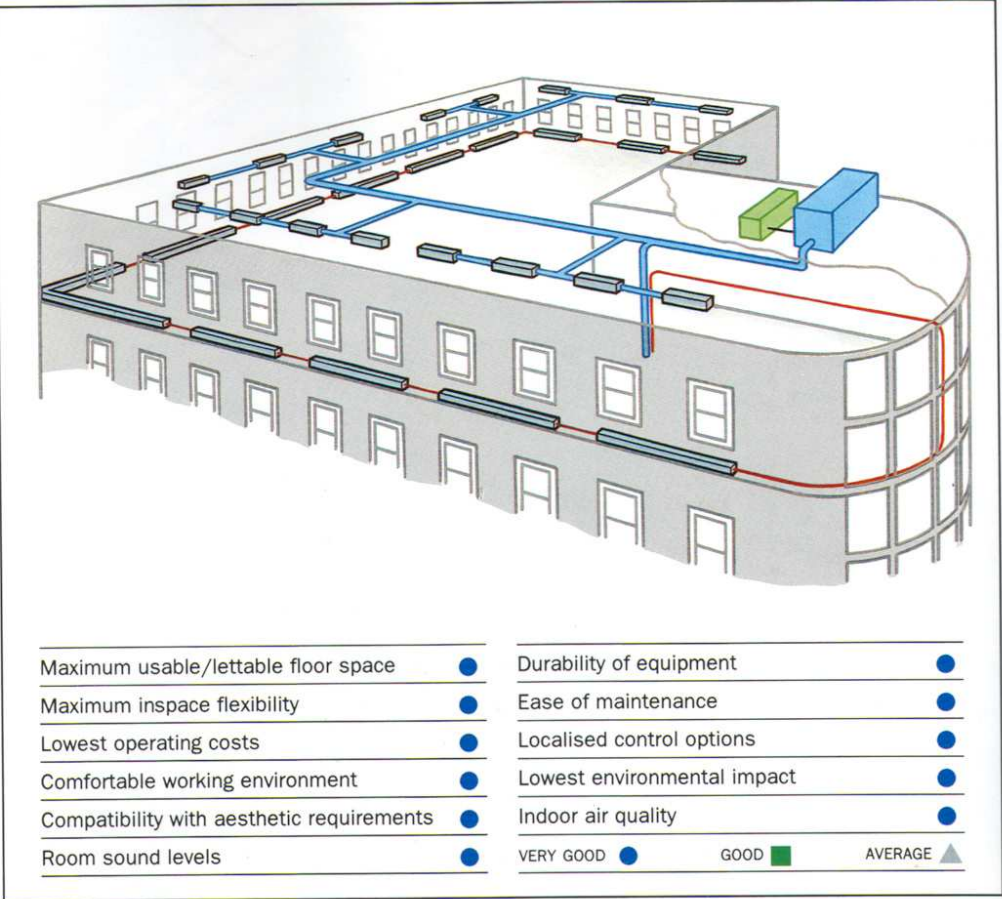 Maximum usable/lettable floor space
Maximum inspace flexibility
Lowest operating costs
Comfortable working environment
Compatibility with aesthetic requirements
Room sound levels
Durability of equipment
Ease of maintenance
Localised control options
Lowest environmental impact
Indoor air quality
VERY GOOD GOOD AVERAGE